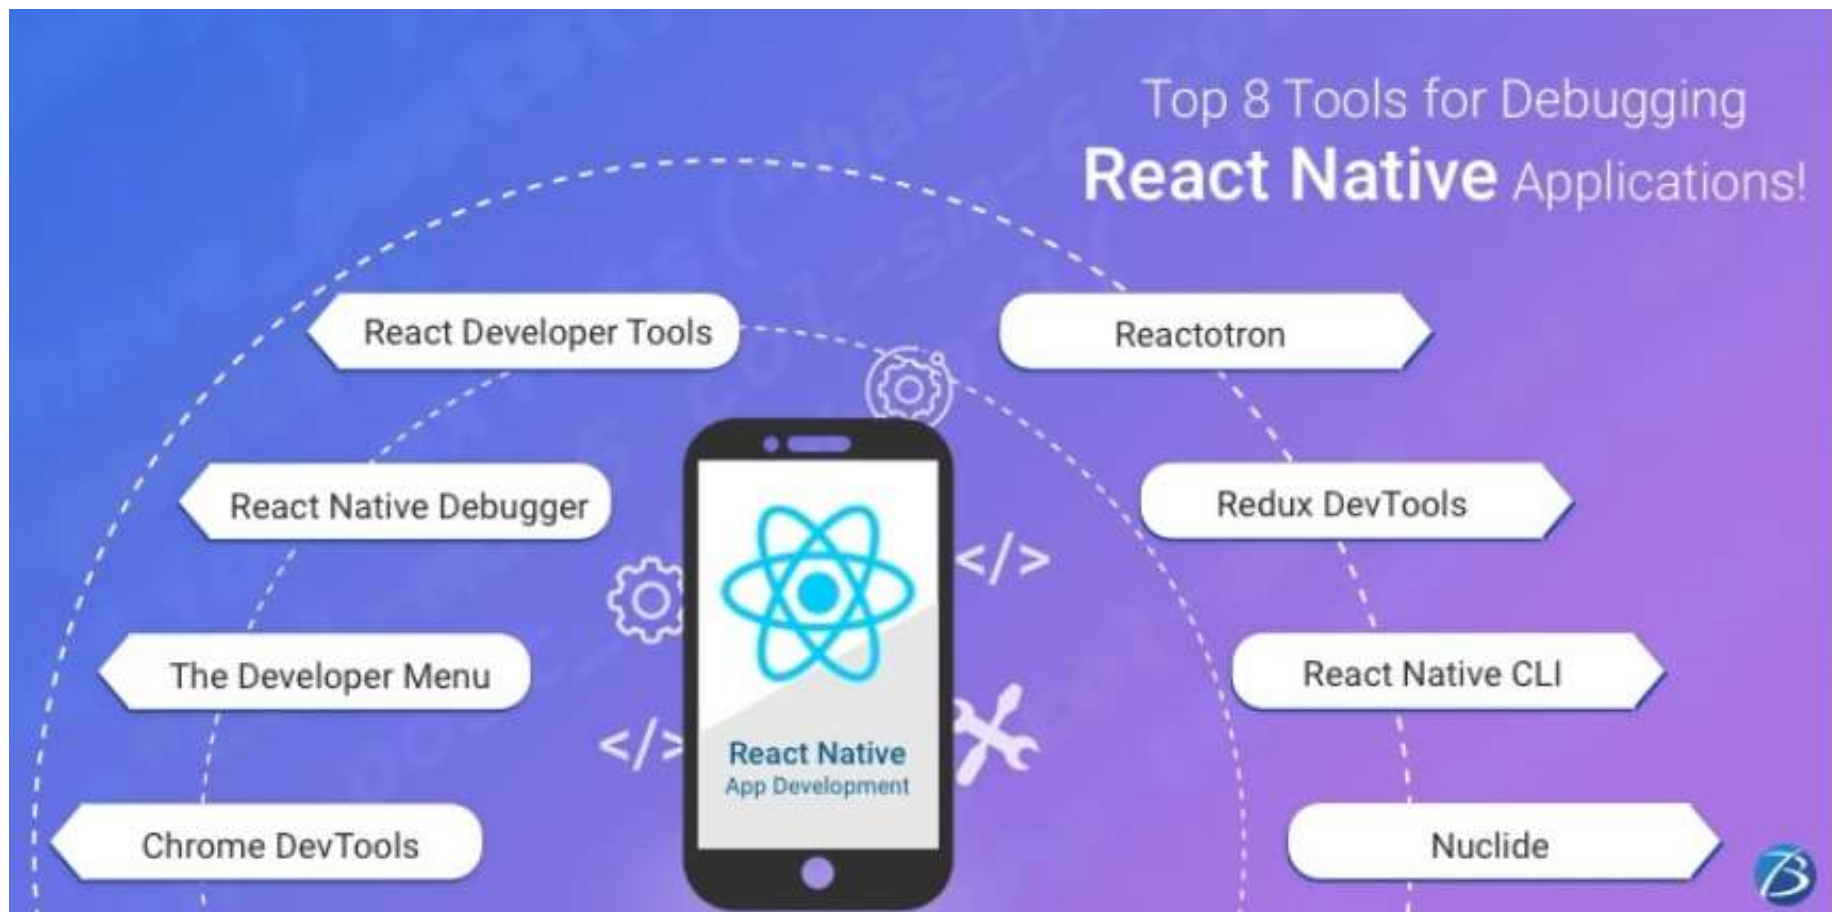 Top 8 Tools for Debugging
React Native Applications!
React Developer Tools
React Native Debugger
The Developer Menu
Chrome DevTools
Reactotron
Redux DevTools
React Native CLI
Nuclide
</>
</>
React Native
App Development
B